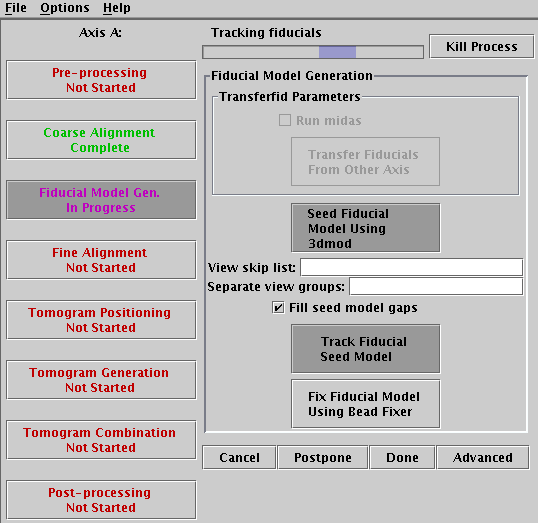 File Options Help
Axis A:
Tracking fiducials
Kill Process
Pre-processing
Not Started
Coarse Alignment
Complete
Fiducial Model Gen.
In Progress
Fine Alignment
Not Started
Tomogram Positioning
Not Started
Tomogram Generation
Not Started
Tomogram Combination
Not Started
Post-processing
Not Started
Fiducial Model Generation
Transferfid Parameters
Run midas
Transfer Fiducials
From Other Axis
Seed Fiducial
Model Using
3dmod
View skip list:
Separate view groups:
Fill seed model gaps
Track Fiducial
Seed Model
Fix Fiducial Model
Using Bead Fixer
Cancel Postpone Done Advanced